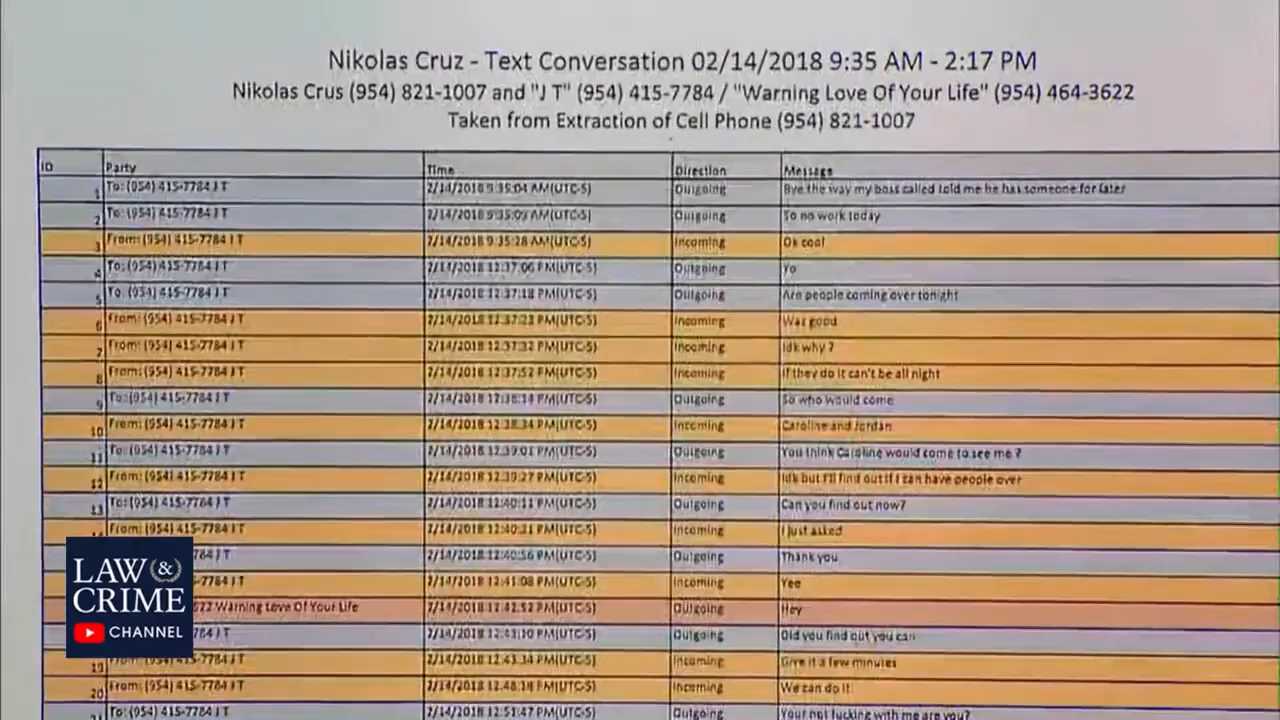 Nikolas Cruz - Text Conversation 02/14/2018 9:35 AM - 2:17 PM
Nikolas Crus (954) 821-1007 and "J T" (954) 415-7784 / "Warning Love Of Your Life" (954) 464-3622
Taken from Extraction of Cell Phone (954) 821-1007
ID Party Time Direction Message
1 To: (954) 415-7784 J T 2/14/2018 9:35:04 AM(UTC-5) Outgoing Bye the way my boss called told me he has someone for later
2 To: (954) 415-7784 J T 2/14/2018 9:35:09 AM(UTC-5) Outgoing So no work today
3 From: (954) 415-7784 J T 2/14/2018 9:35:28 AM(UTC-5) Incoming Ok cool
4 To: (954) 415-7784 J T 2/14/2018 12:37:06 PM(UTC-5) Outgoing Yo
5 To: (954) 415-7784 J T 2/14/2018 12:37:18 PM(UTC-5) Outgoing Are people coming over tonight
6 From: (954) 415-7784 J T 2/14/2018 12:37:23 PM(UTC-5) Incoming Was good
7 From: (954) 415-7784 J T 2/14/2018 12:37:32 PM(UTC-5) Incoming Idk why ?
8 From: (954) 415-7784 J T 2/14/2018 12:37:52 PM(UTC-5) Incoming If they do it can't be all night
9 To: (954) 415-7784 J T 2/14/2018 12:38:14 PM(UTC-5) Outgoing So who would come
10 From: (954) 415-7784 J T 2/14/2018 12:38:34 PM(UTC-5) Incoming Caroline and Jordan
11 To: (954) 415-7784 J T 2/14/2018 12:39:01 PM(UTC-5) Outgoing You think Caroline would come to see me ?
12 From: (954) 415-7784 J T 2/14/2018 12:39:27 PM(UTC-5) Incoming Idk but I'll find out if I can have people over
13 To: (954) 415-7784 J T 2/14/2018 12:40:11 PM(UTC-5) Outgoing Can you find out now?
From: (954) 415-7784 J T 2/14/2018 12:40:31 PM(UTC-5) Incoming I just asked
784 J T 2/14/2018 12:40:56 PM(UTC-5) Outgoing Thank you
-7784 J T 2/14/2018 12:41:08 PM(UTC-5) Incoming Yee
622 Warning Love Of Your Life 2/14/2018 12:42:52 PM(UTC-5) Outgoing Hey
784 J T 2/14/2018 12:43:10 PM(UTC-5) Outgoing Did you find out you can
19 From: (954) 415-7784 J T 2/14/2018 12:43:34 PM(UTC-5) Incoming Give it a few minutes
20 From: (954) 415-7784 J T 2/14/2018 12:48:18 PM(UTC-5) Incoming We can do it
21 To: (954) 415-7784 J T 2/14/2018 12:51:47 PM(UTC-5) Outgoing Your not fucking with me are you?
LAW &
CRIME
CHANNEL